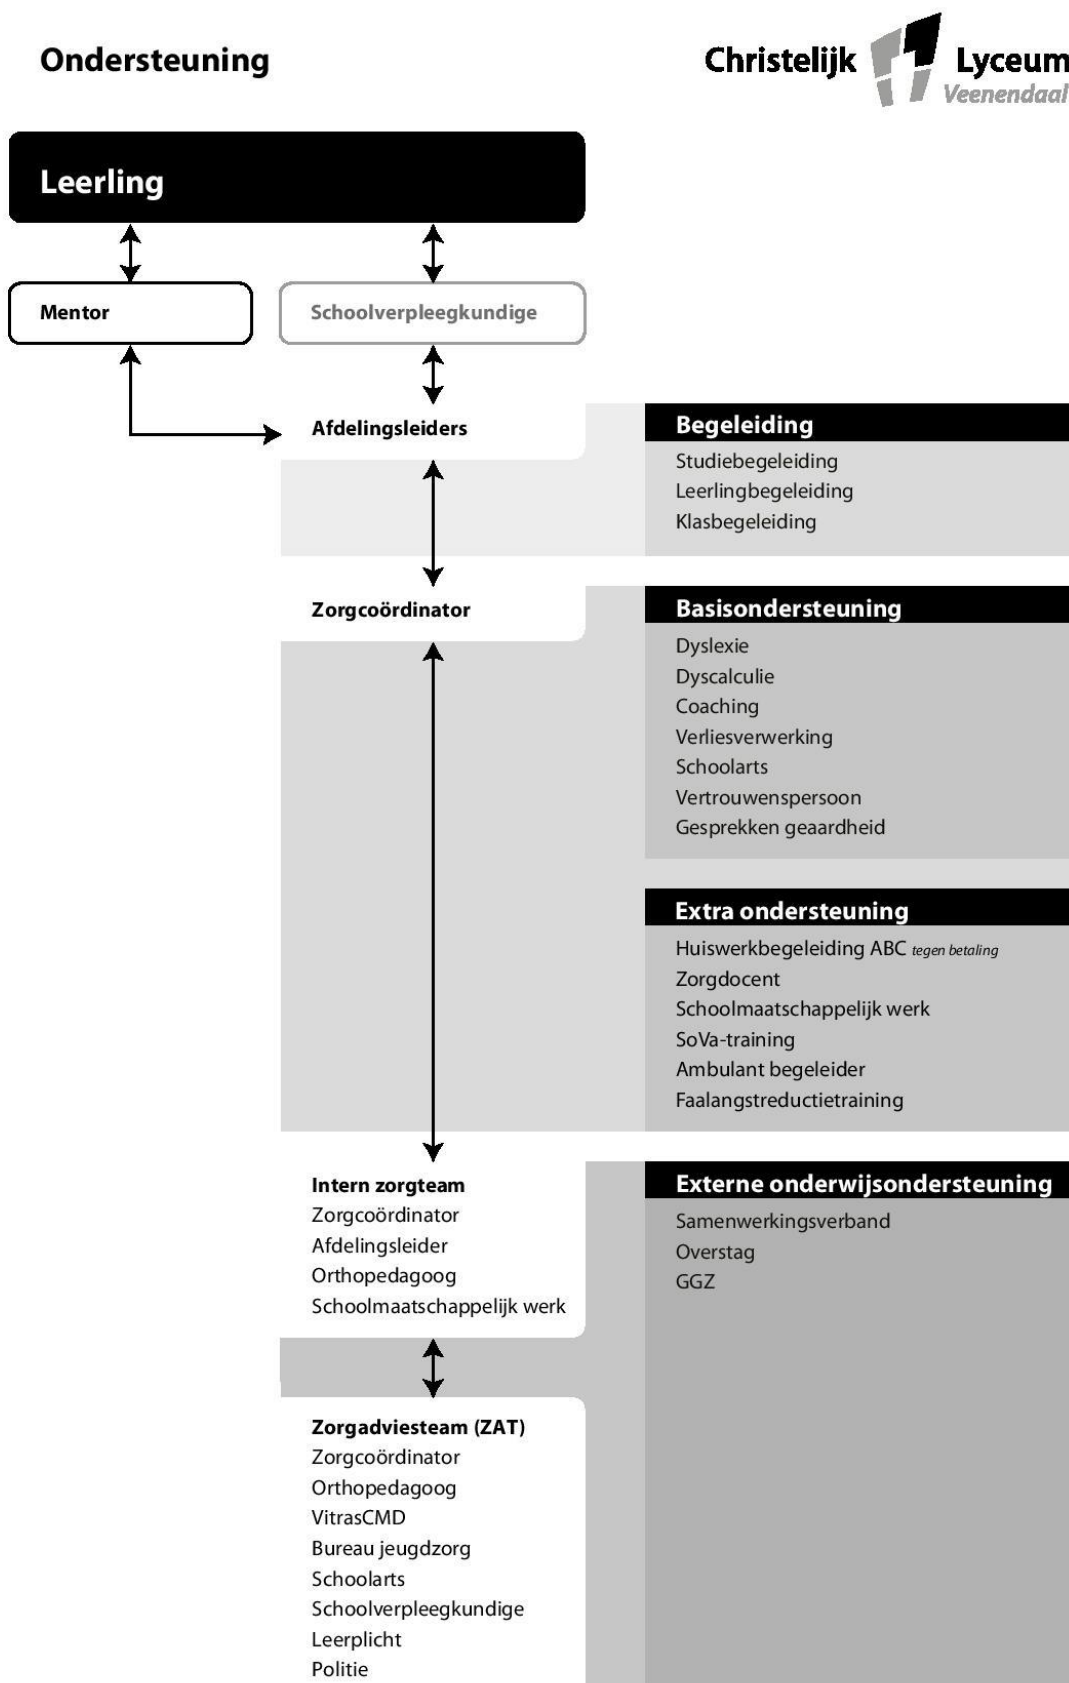 Ondersteuning
Christelijk Lyceum
Veenendaal
Leerling
Mentor
Schoolverpleegkundige
Afdelingsleiders
Begeleiding
Studiebegeleiding
Leerlingbegeleiding
Klasbegeleiding
Zorgcoördinator
Basisondersteuning
Dyslexie
Dyscalculie
Coaching
Verliesverwerking
Schoolarts
Vertrouwenspersoon
Gesprekken geaardheid
Extra ondersteuning
Huiswerkbegeleiding ABC tegen betaling
Zorgdocent
Schoolmaatschappelijk werk
SoVa-training
Ambulant begeleider
Faalangstreductietraining
Intern zorgteam
Zorgcoördinator
Afdelingsleider
Orthopedagoog
Schoolmaatschappelijk werk
Externe onderwijsondersteuning
Samenwerkingsverband
Overstag
GGZ
Zorgadviesteam (ZAT)
Zorgcoördinator
Orthopedagoog
VitrasCMD
Bureau jeugdzorg
Schoolarts
Schoolverpleegkundige
Leerplicht
Politie